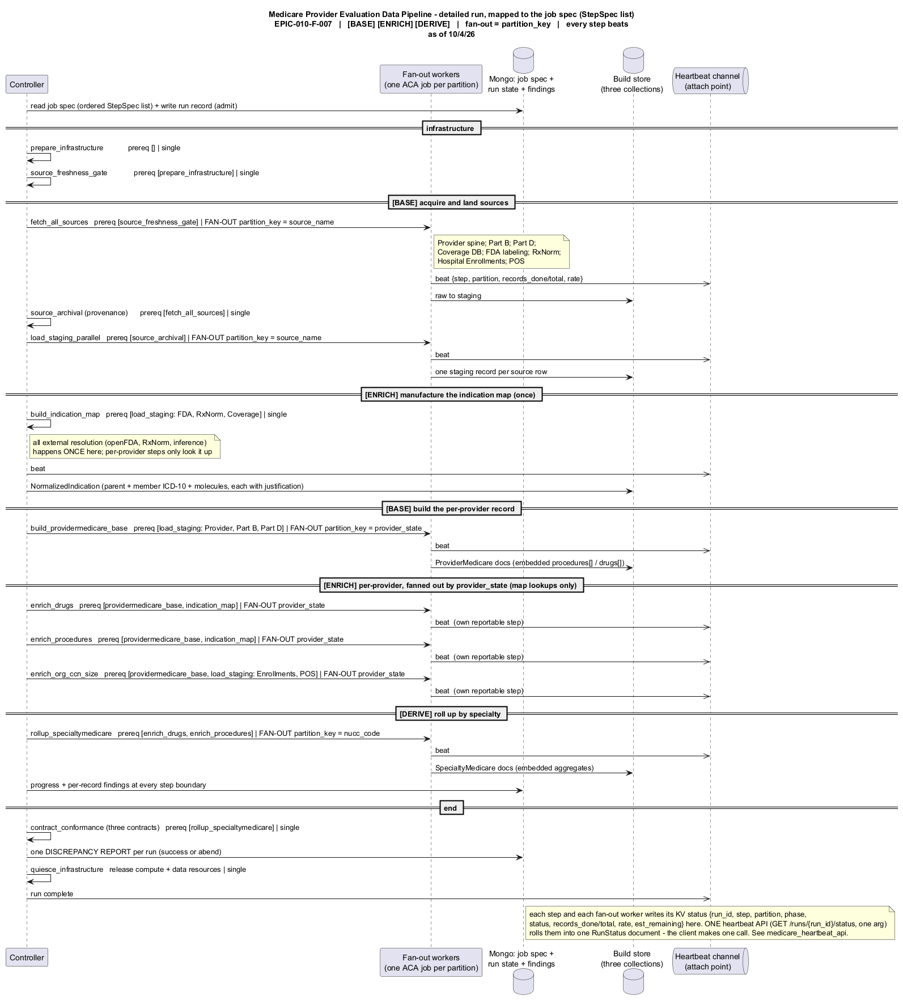 Medicare Provider Evaluation Data Pipeline - detailed run, mapped to the job spec (StepSpec list)
EPIC-010-F-007 | [BASE] [ENRICH] [DERIVE] | fan-out = partition_key | every step beats
as of 10/4/26
Controller
Fan-out workers
(one ACA job per partition)
Mongo: job spec +
run state + findings
Build store
(three collections)
Heartbeat channel
(attach point)
read job spec (ordered StepSpec list) + write run record (admit)
infrastructure
prepare_infrastructure prereq [] | single
source_freshness_gate prereq [prepare_infrastructure] | single
[BASE] acquire and land sources
fetch_all_sources prereq [source_freshness_gate] | FAN-OUT partition_key = source_name
Provider spine; Part B; Part D;
Coverage DB; FDA labeling; RxNorm;
Hospital Enrollments; POS
beat {step, partition, records_done/total, rate}
raw to staging
source_archival (provenance) prereq [fetch_all_sources] | single
load_staging_parallel prereq [source_archival] | FAN-OUT partition_key = source_name
beat
one staging record per source row
[ENRICH] manufacture the indication map (once)
build_indication_map prereq [load_staging: FDA, RxNorm, Coverage] | single
all external resolution (openFDA, RxNorm, inference)
happens ONCE here; per-provider steps only look it up
beat
NormalizedIndication (parent + member ICD-10 + molecules, each with justification)
[BASE] build the per-provider record
build_providermedicare_base prereq [load_staging: Provider, Part B, Part D] | FAN-OUT partition_key = provider_state
beat
ProviderMedicare docs (embedded procedures[] / drugs[])
[ENRICH] per-provider, fanned out by provider_state (map lookups only)
enrich_drugs prereq [providermedicare_base, indication_map] | FAN-OUT provider_state
beat (own reportable step)
enrich_procedures prereq [providermedicare_base, indication_map] | FAN-OUT provider_state
beat (own reportable step)
enrich_org_ccn_size prereq [providermedicare_base, load_staging: Enrollments, POS] | FAN-OUT provider_state
beat (own reportable step)
[DERIVE] roll up by specialty
rollup_specialtymedicare prereq [enrich_drugs, enrich_procedures] | FAN-OUT partition_key = nucc_code
beat
SpecialtyMedicare docs (embedded aggregates)
progress + per-record findings at every step boundary
end
contract_conformance (three contracts) prereq [rollup_specialtymedicare] | single
one DISCREPANCY REPORT per run (success or abend)
quiesce_infrastructure release compute + data resources | single
run complete
each step and each fan-out worker writes its KV status {run_id, step, partition, phase,
status, records_done/total, rate, est_remaining} here. ONE heartbeat API (GET /runs/{run_id}/status, one arg)
rolls them into one RunStatus document - the client makes one call. See medicare_heartbeat_api.
Controller
Fan-out workers
(one ACA job per partition)
Mongo: job spec +
run state + findings
Build store
(three collections)
Heartbeat channel
(attach point)